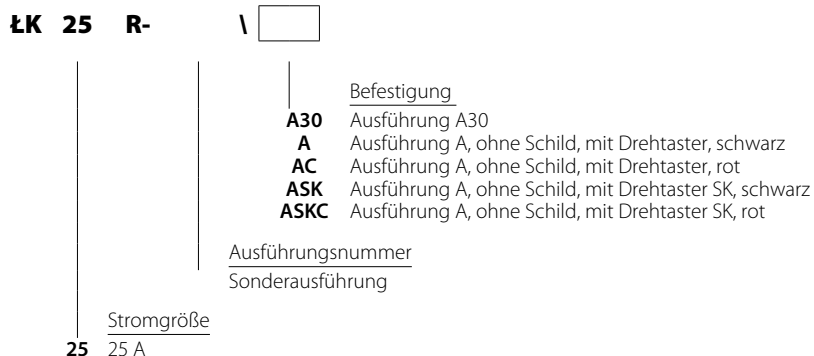 ŁK 25 R- \
Befestigung
A30 Ausführung A30
A Ausführung A, ohne Schild, mit Drehtaster, schwarz
AC Ausführung A, ohne Schild, mit Drehtaster, rot
ASK Ausführung A, ohne Schild, mit Drehtaster SK, schwarz
ASKC Ausführung A, ohne Schild, mit Drehtaster SK, rot
Ausführungsnummer
Sonderausführung
Stromgröße
25 25 A